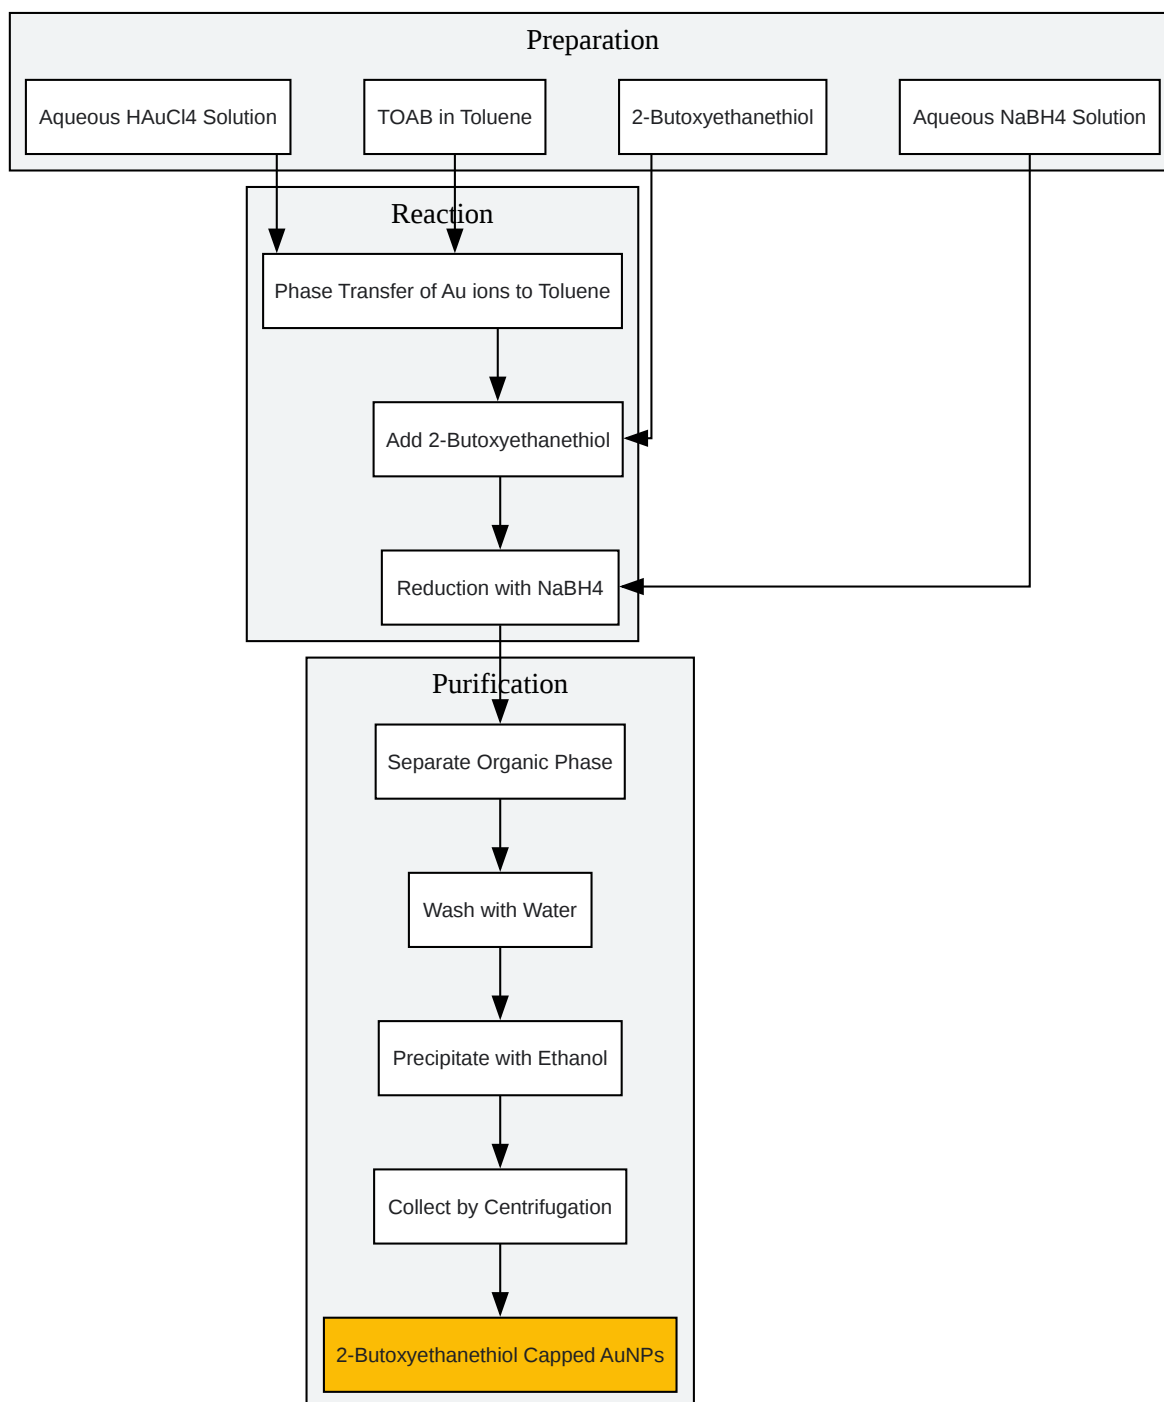 Preparation
Aqueous HAuCl4 Solution
TOAB in Toluene
2-Butoxyethanethiol
Aqueous NaBH4 Solution
Reaction
Phase Transfer of Au ions to Toluene
Add 2-Butoxyethanethiol
Reduction with NaBH4
Purification
Separate Organic Phase
Wash with Water
Precipitate with Ethanol
Collect by Centrifugation
2-Butoxyethanethiol Capped AuNPs